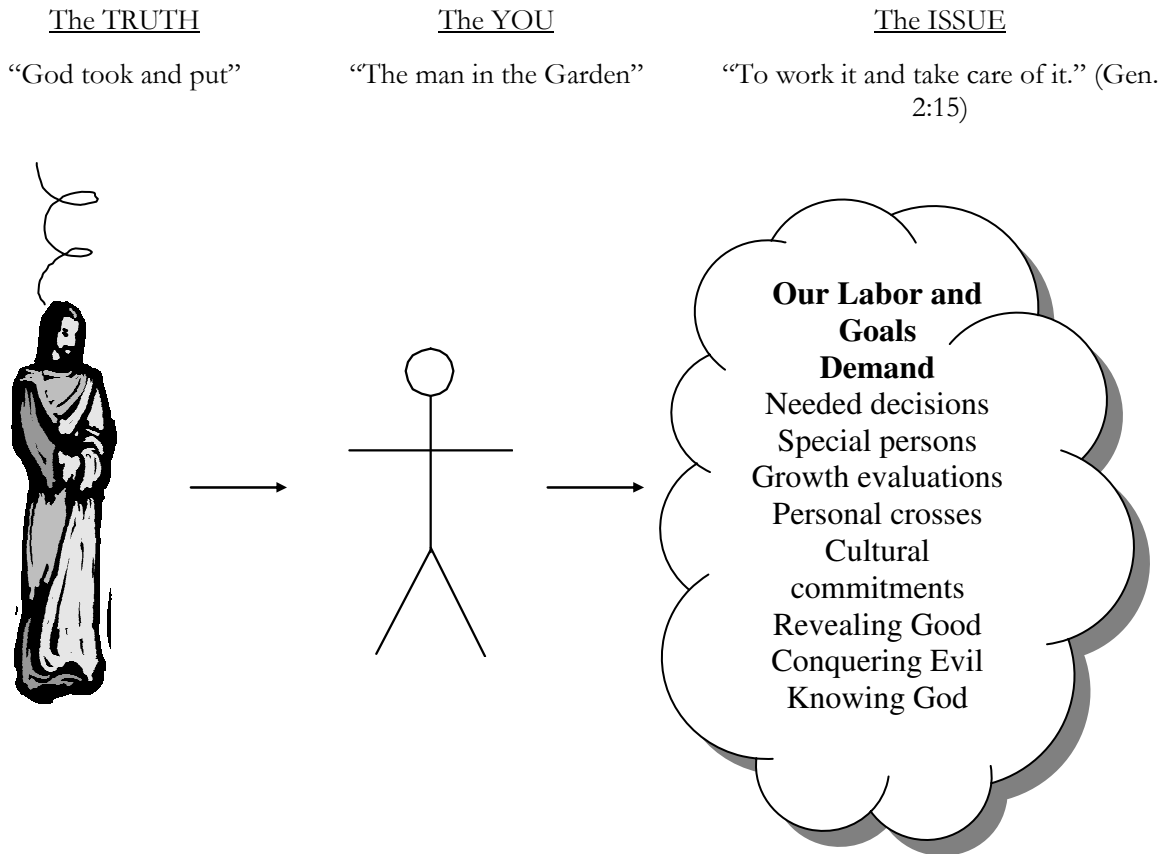 The TRUTH
“God took and put”
The YOU
“The man in the Garden”
The ISSUE
“To work it and take care of it.” (Gen.
2:15)
Our Labor and
Goals
Demand
Needed decisions
Special persons
Growth evaluations
Personal crosses
Cultural
commitments
Revealing Good
Conquering Evil
Knowing God